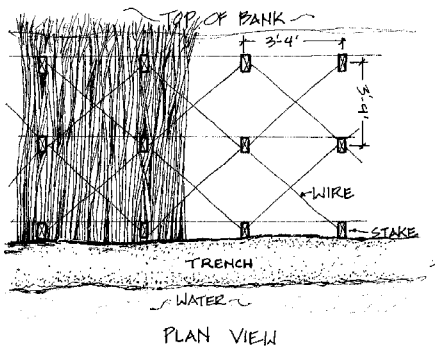 TOP OF BANK
3'-4'
3'-4'
WIRE
STAKE
TRENCH
WATER
PLAN VIEW